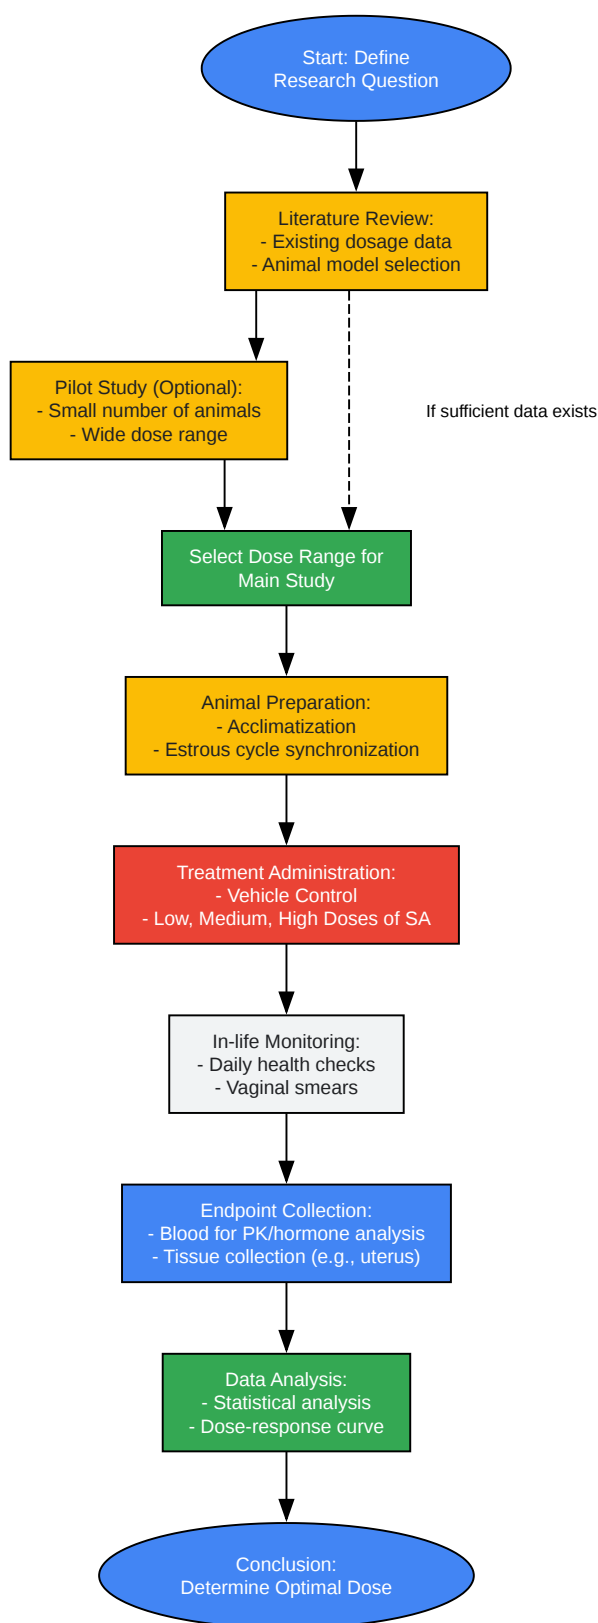 Start: Define
Research Question
Literature Review:
- Existing dosage data
- Animal model selection
Pilot Study (Optional):
- Small number of animals
- Wide dose range
If sufficient data exists
Select Dose Range for
Main Study
Animal Preparation:
- Acclimatization
- Estrous cycle synchronization
Treatment Administration:
- Vehicle Control
- Low, Medium, High Doses of SA
In-life Monitoring:
- Daily health checks
- Vaginal smears
Endpoint Collection:
- Blood for PK/hormone analysis
- Tissue collection (e.g., uterus)
Data Analysis:
- Statistical analysis
- Dose-response curve
Conclusion:
Determine Optimal Dose